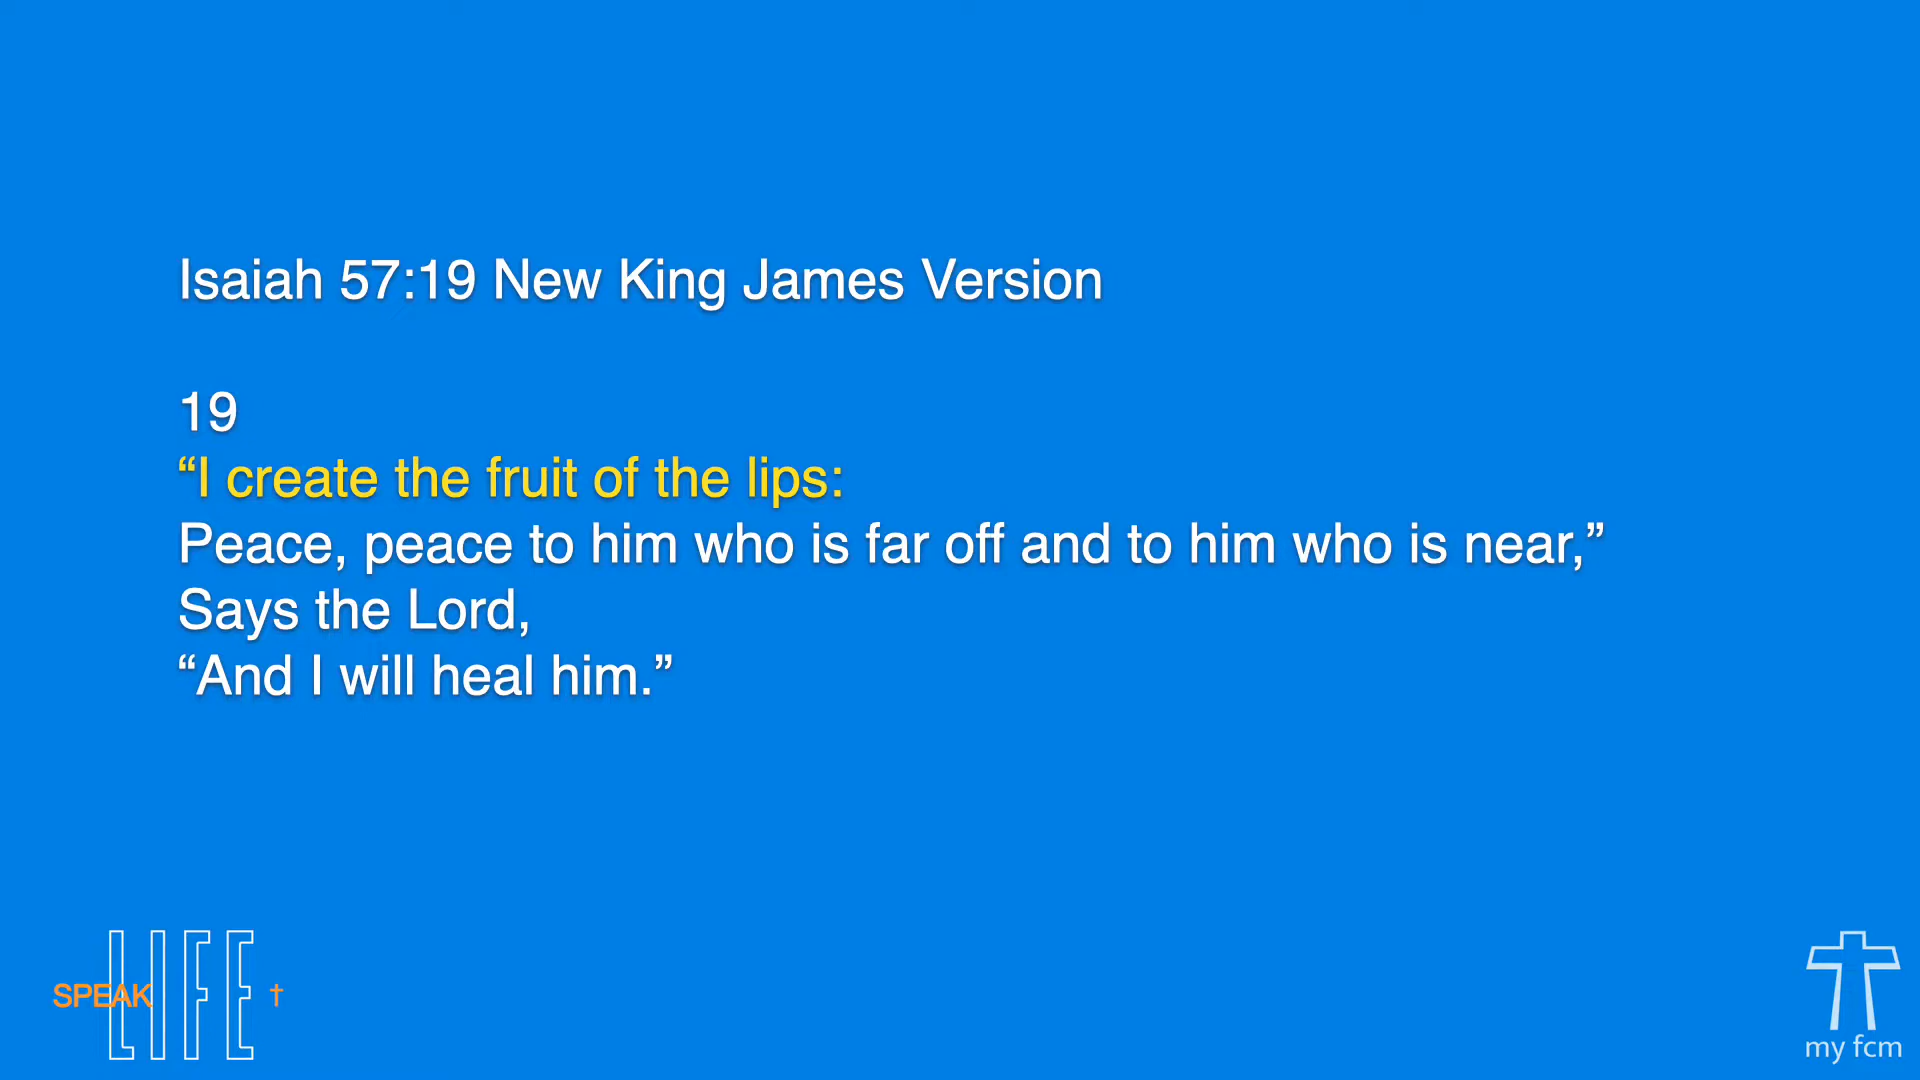 Isaiah 57:19 New King James Version
19
“I create the fruit of the lips:
Peace, peace to him who is far off and to him who is near,”
Says the Lord,
“And I will heal him.”
SPEAK LIFE †
my fcm